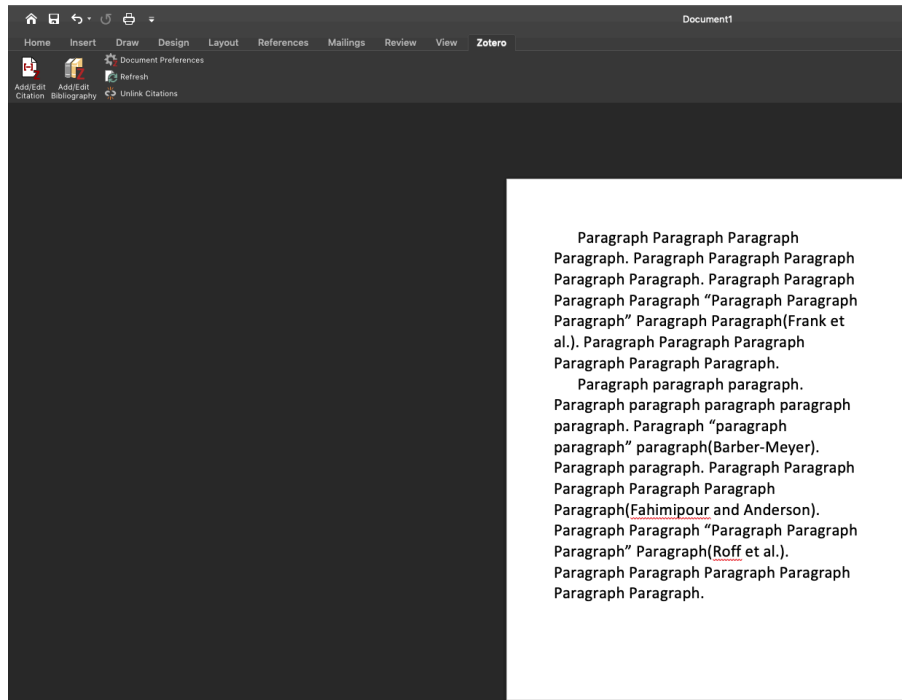 Document1
Home Insert Draw Design Layout References Mailings Review View Zotero
Add/Edit Citation
Add/Edit Bibliography
Document Preferences
Refresh
Unlink Citations
Paragraph Paragraph Paragraph
Paragraph. Paragraph Paragraph Paragraph
Paragraph Paragraph. Paragraph Paragraph
Paragraph Paragraph “Paragraph Paragraph
Paragraph” Paragraph Paragraph(Frank et
al.). Paragraph Paragraph Paragraph
Paragraph Paragraph Paragraph.
Paragraph paragraph paragraph.
Paragraph paragraph paragraph paragraph
paragraph. Paragraph “paragraph
paragraph” paragraph(Barber-Meyer).
Paragraph paragraph. Paragraph Paragraph
Paragraph Paragraph Paragraph
Paragraph(Fahimipour and Anderson).
Paragraph Paragraph “Paragraph Paragraph
Paragraph” Paragraph(Roff et al.).
Paragraph Paragraph Paragraph Paragraph
Paragraph Paragraph.